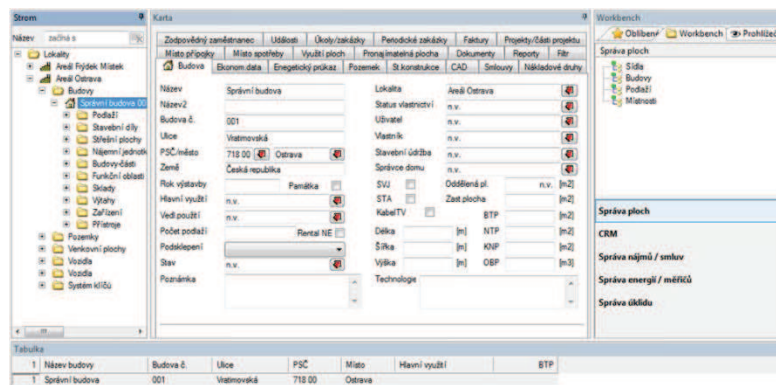 Strom
Název začíná s
Lokality
Areál Frýdek Místek
Areál Ostrava
Budovy
Správní budova 00
Podlaží
Stavební díly
Střešní plochy
Nájemní jednotk
Budovy-části
Funkční oblasti
Sklady
Výtahy
Zařízení
Přístroje
Pozemky
Venkovní plochy
Vozidla
Vozidla
Systém klíčů
Karta
Zodpovědný zaměstnanec Události Úkoly/zakázky Periodické zakázky Faktury Projekty/části projektu
Místo přípojky Místo spotřeby Využití ploch Pronajímatelná plocha Dokumenty Reporty Filtr
Budova Ekonom.data Enegetický průkaz Pozemek St.konstrukce CAD Smlouvy Nákladové druhy
Název Správní budova Lokalita Areál Ostrava
Název2 Status vlastnictví n.v.
Budova č. 001 Uživatel n.v.
Ulice Vratimovská Vlastník n.v.
PSČ/město 718 00 Ostrava Stavební údržba n.v.
Země Česká republika Správce domu n.v.
Rok výstavby Památka SVJ Oddělená pl. n.v. [m2]
Hlavní využití n.v. STA Zast.plocha [m2]
Vedl.použití n.v. KabelTV BTP [m2]
Počet podlaží Rental NE Délka [m] NTP [m2]
Podsklepení Šířka [m] KNP [m2]
Stav n.v. Výška [m] OBP [m3]
Poznámka Technologie
Workbench
Oblíbené Workbench Prohlížeč
Správa ploch
Sídla
Budovy
Podlaží
Místnosti
Správa ploch
CRM
Správa nájmů / smluv
Správa energií / měřičů
Správa úklidu
Tabulka
1 Název budovy Budova č. Ulice PSČ Místo Hlavní využití BTP
1 Správní budova 001 Vratimovská 718 00 Ostrava